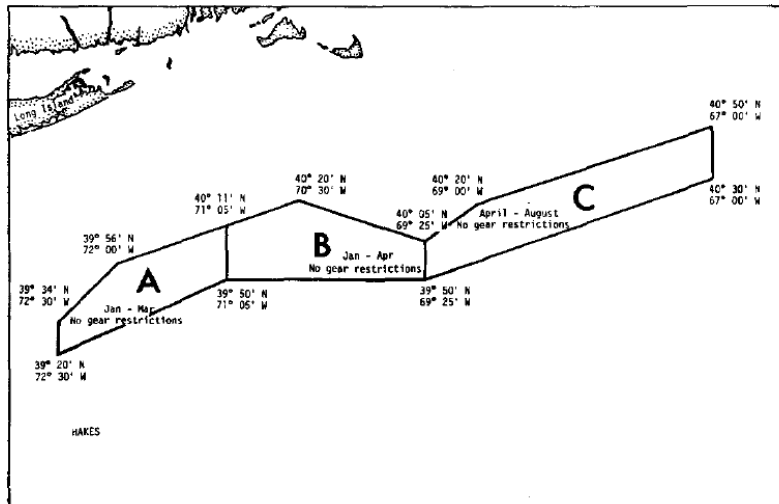 Long Island
40° 50' N
67° 00' W
40° 20' N
70° 30' W
40° 20' N
69° 00' W
C
40° 30' N
67° 00' W
40° 11' N
71° 05' W
40° 05' N
69° 25' W
April - August
No gear restrictions
39° 56' N
72° 00' W
B
Jan - Apr
No gear restrictions
A
39° 34' N
72° 30' W
39° 50' N
71° 05' W
39° 50' N
69° 25' W
Jan - Mar
No gear restrictions
39° 20' N
72° 30' W
HAKES